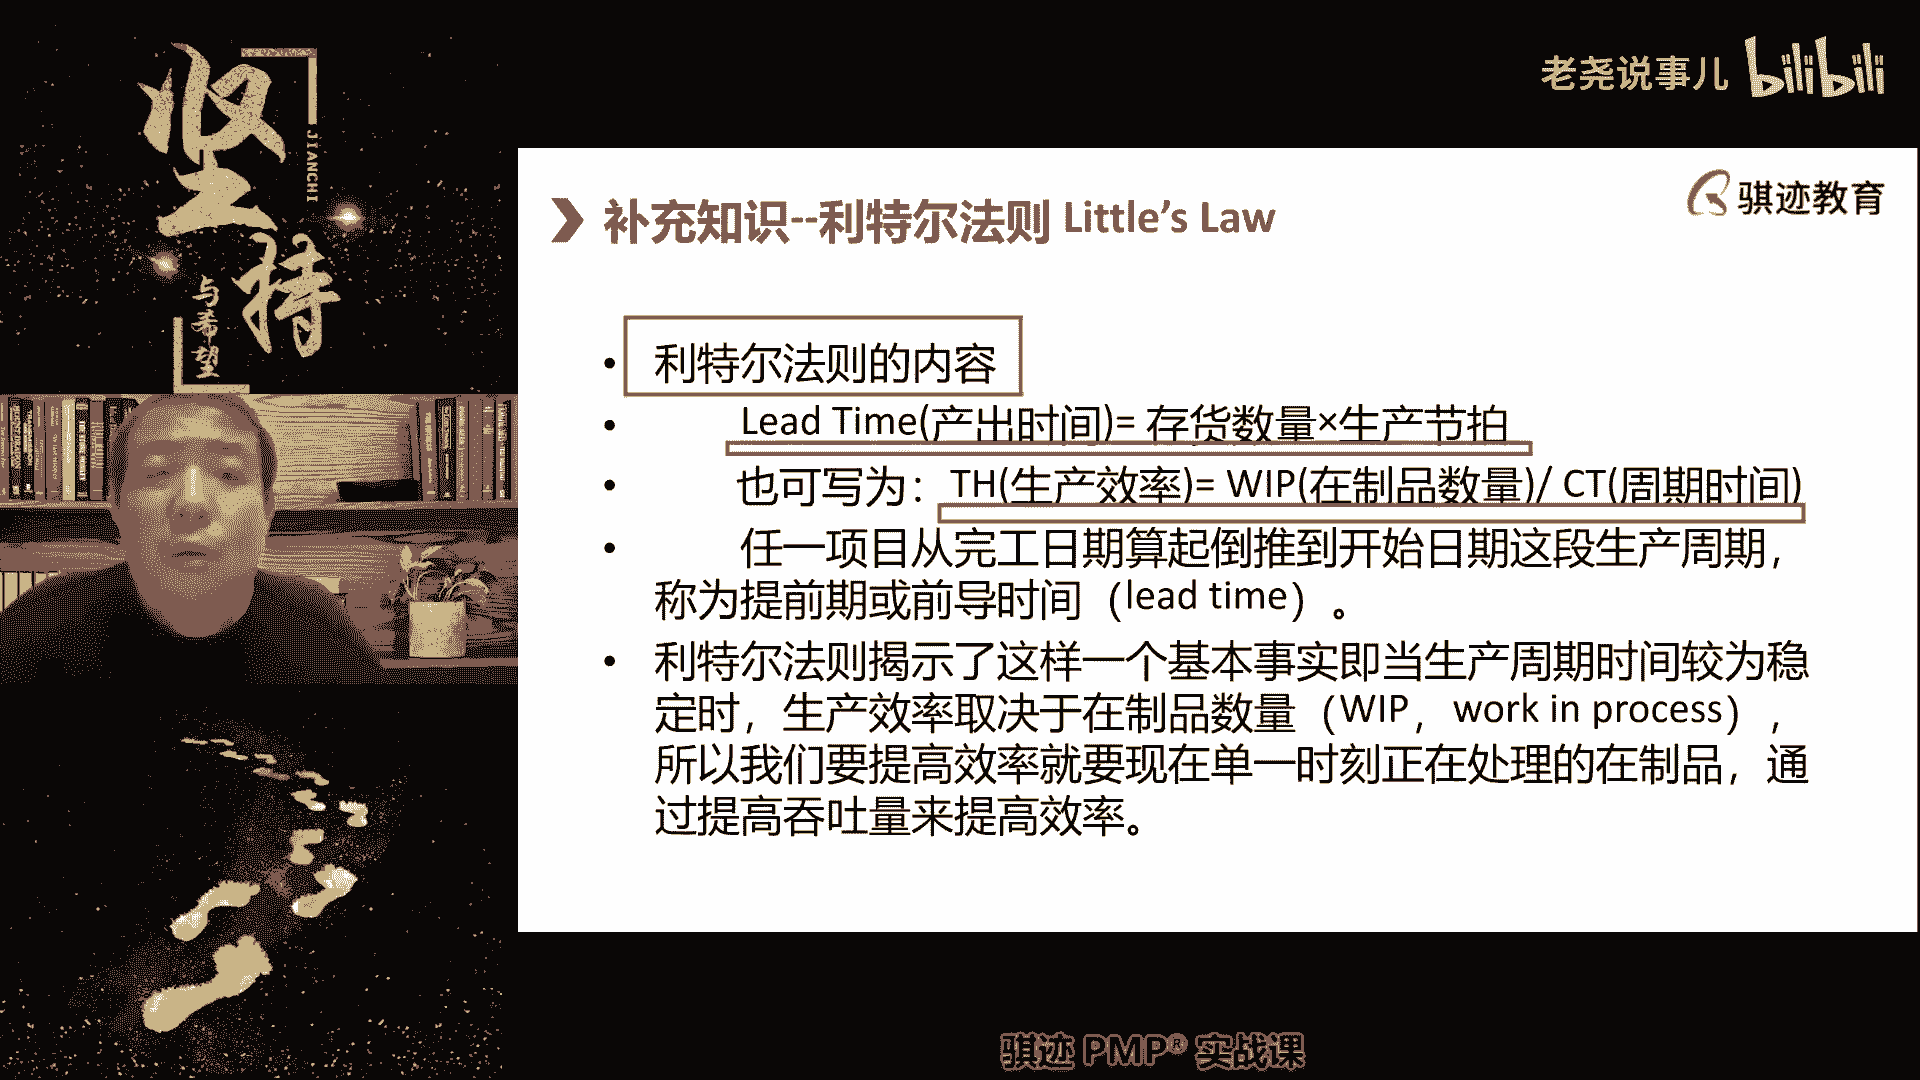 坚持
JIANCHI
与希望
老尧说事儿 bilibili
骐迹教育
补充知识--利特尔法则 Little's Law
• 利特尔法则的内容
• Lead Time(产出时间)= 存货数量×生产节拍
• 也可写为：TH(生产效率)= WIP(在制品数量)/ CT(周期时间)
• 任一项目从完工日期算起倒推到开始日期这段生产周期，
称为提前期或前导时间（lead time）。
• 利特尔法则揭示了这样一个基本事实即当生产周期时间较为稳
定时，生产效率取决于在制品数量（WIP，work in process），
所以我们要提高效率就要现在单一时刻正在处理的在制品，通
过提高吞吐量来提高效率。
骐迹 PMP® 实战课